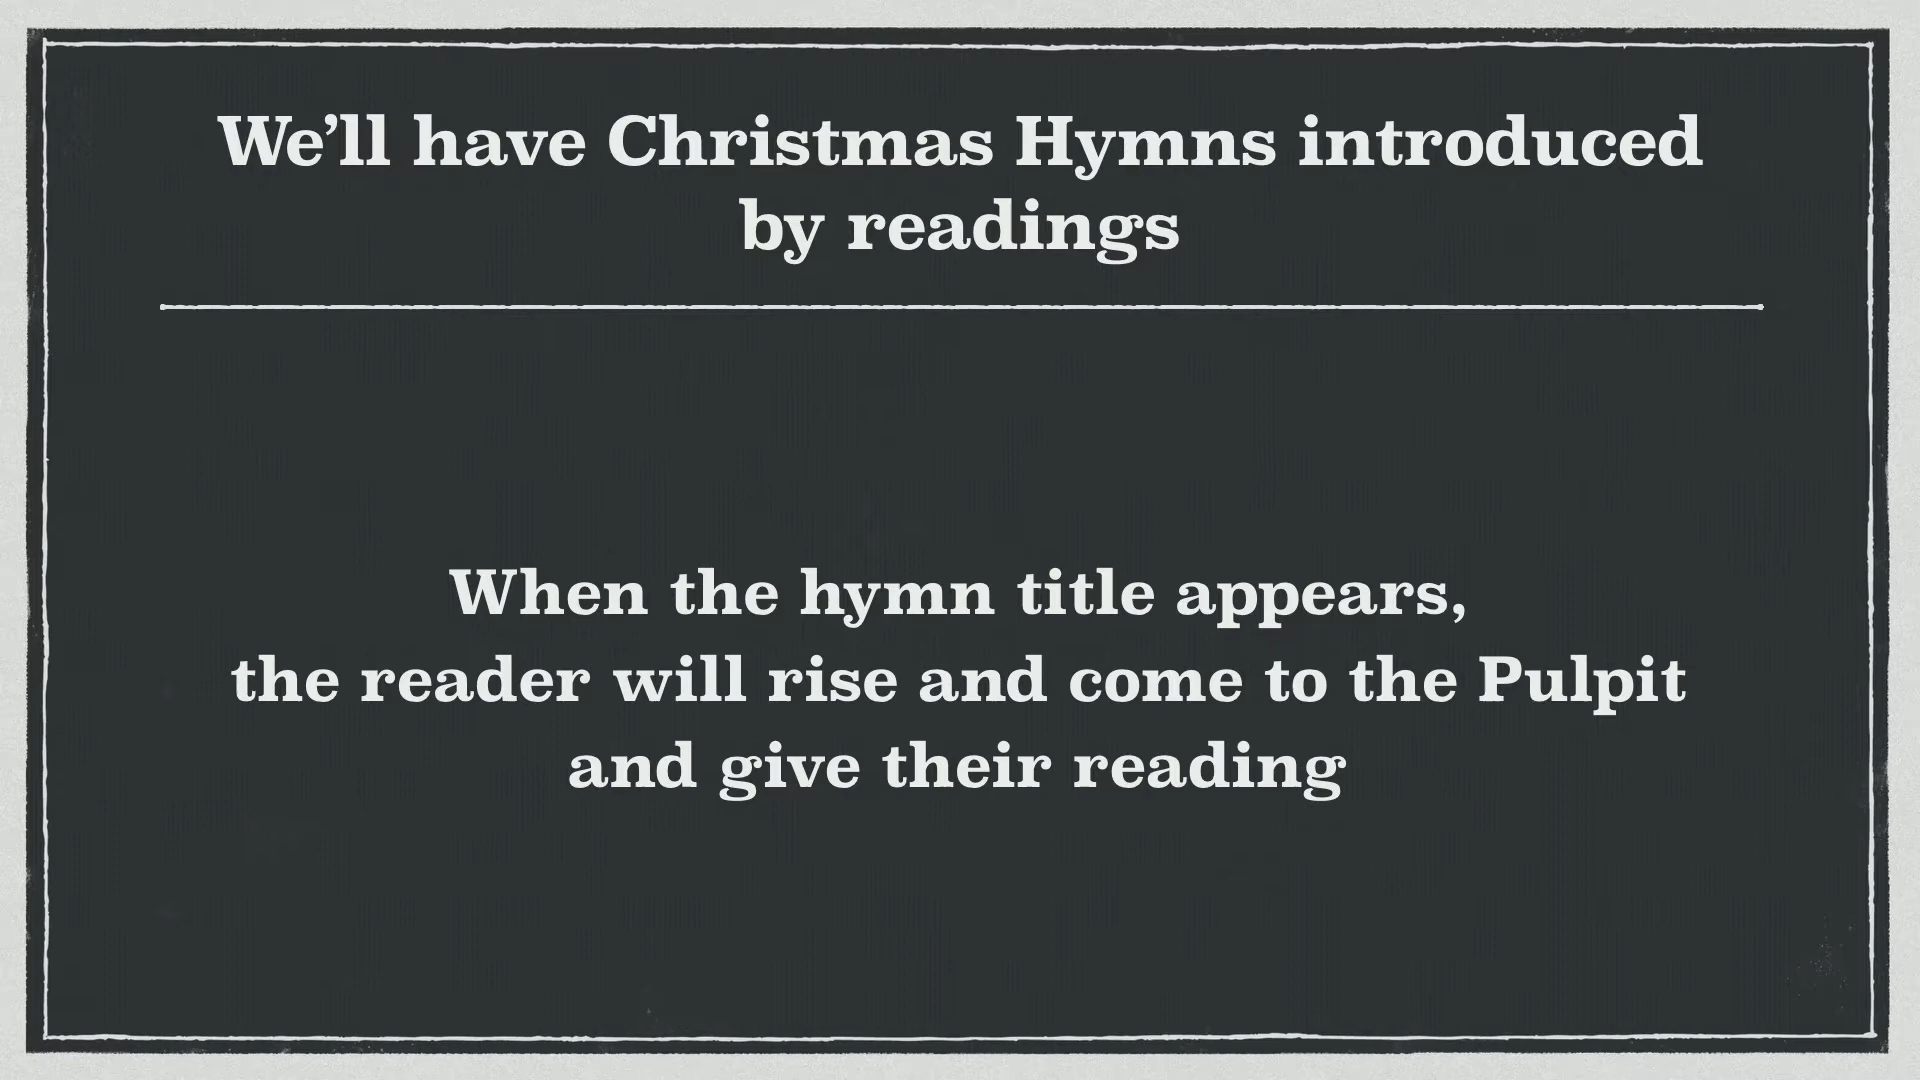 We’ll have Christmas Hymns introduced
by readings
When the hymn title appears,
the reader will rise and come to the Pulpit
and give their reading